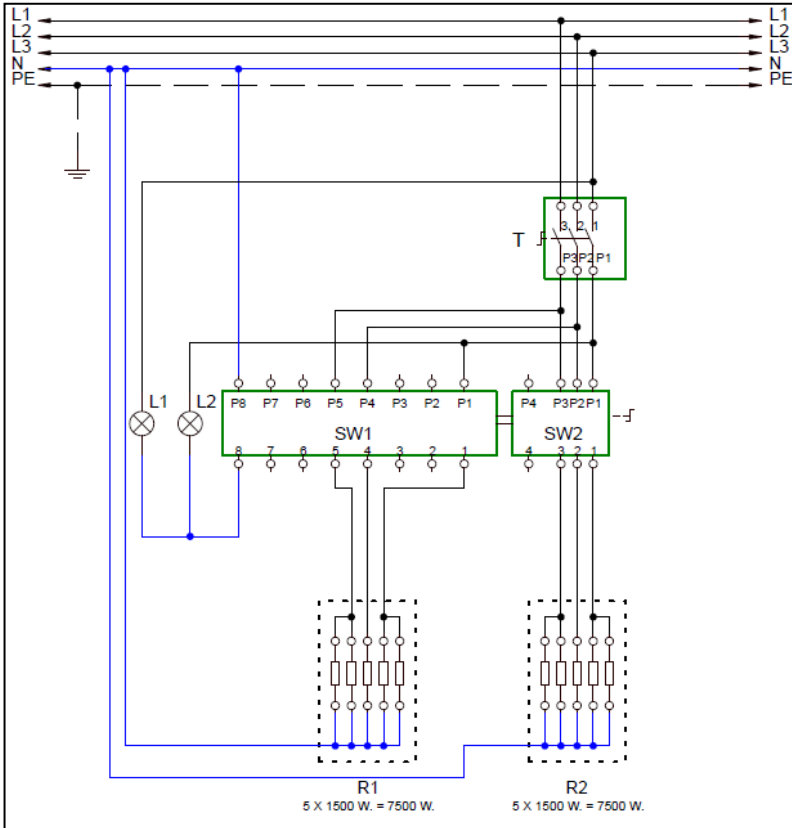 L1 L1
L2 L2
L3 L3
N N
PE PE
3 2 1
T
P3 P2 P1
L1 L2
P8 P7 P6 P5 P4 P3 P2 P1 P4 P3 P2 P1
SW1 SW2
8 7 6 5 4 3 2 1 4 3 2 1
R1 R2
5 X 1500 W. = 7500 W. 5 X 1500 W. = 7500 W.